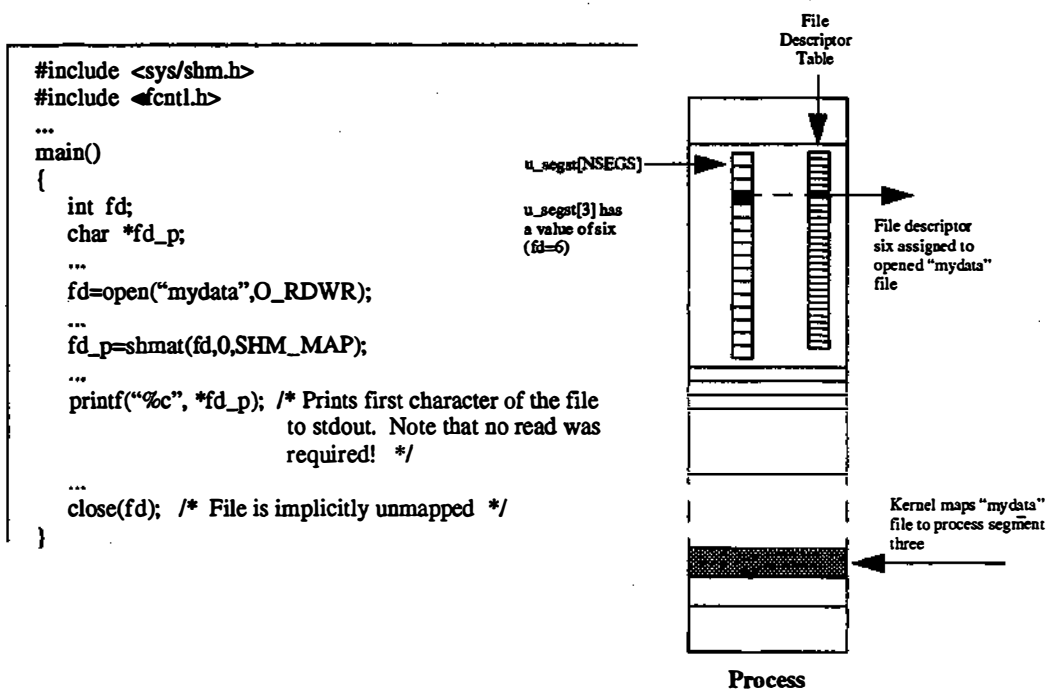 #include <sys/shm.h>
#include <fcntl.h>
...
main()
{
int fd;
char *fd_p;
...
fd=open("mydata",O_RDWR);
...
fd_p=shmat(fd,0,SHM_MAP);
...
printf("%c", *fd_p); /* Prints first character of the file
to stdout. Note that no read was
required! */
...
close(fd); /* File is implicitly unmapped */
}
File
Descriptor
Table
u_segst[NSEGS]
u_segst[3] has
a value of six
(fd=6)
File descriptor
six assigned to
opened "mydata"
file
Kernel maps "mydata"
file to process segment
three
Process